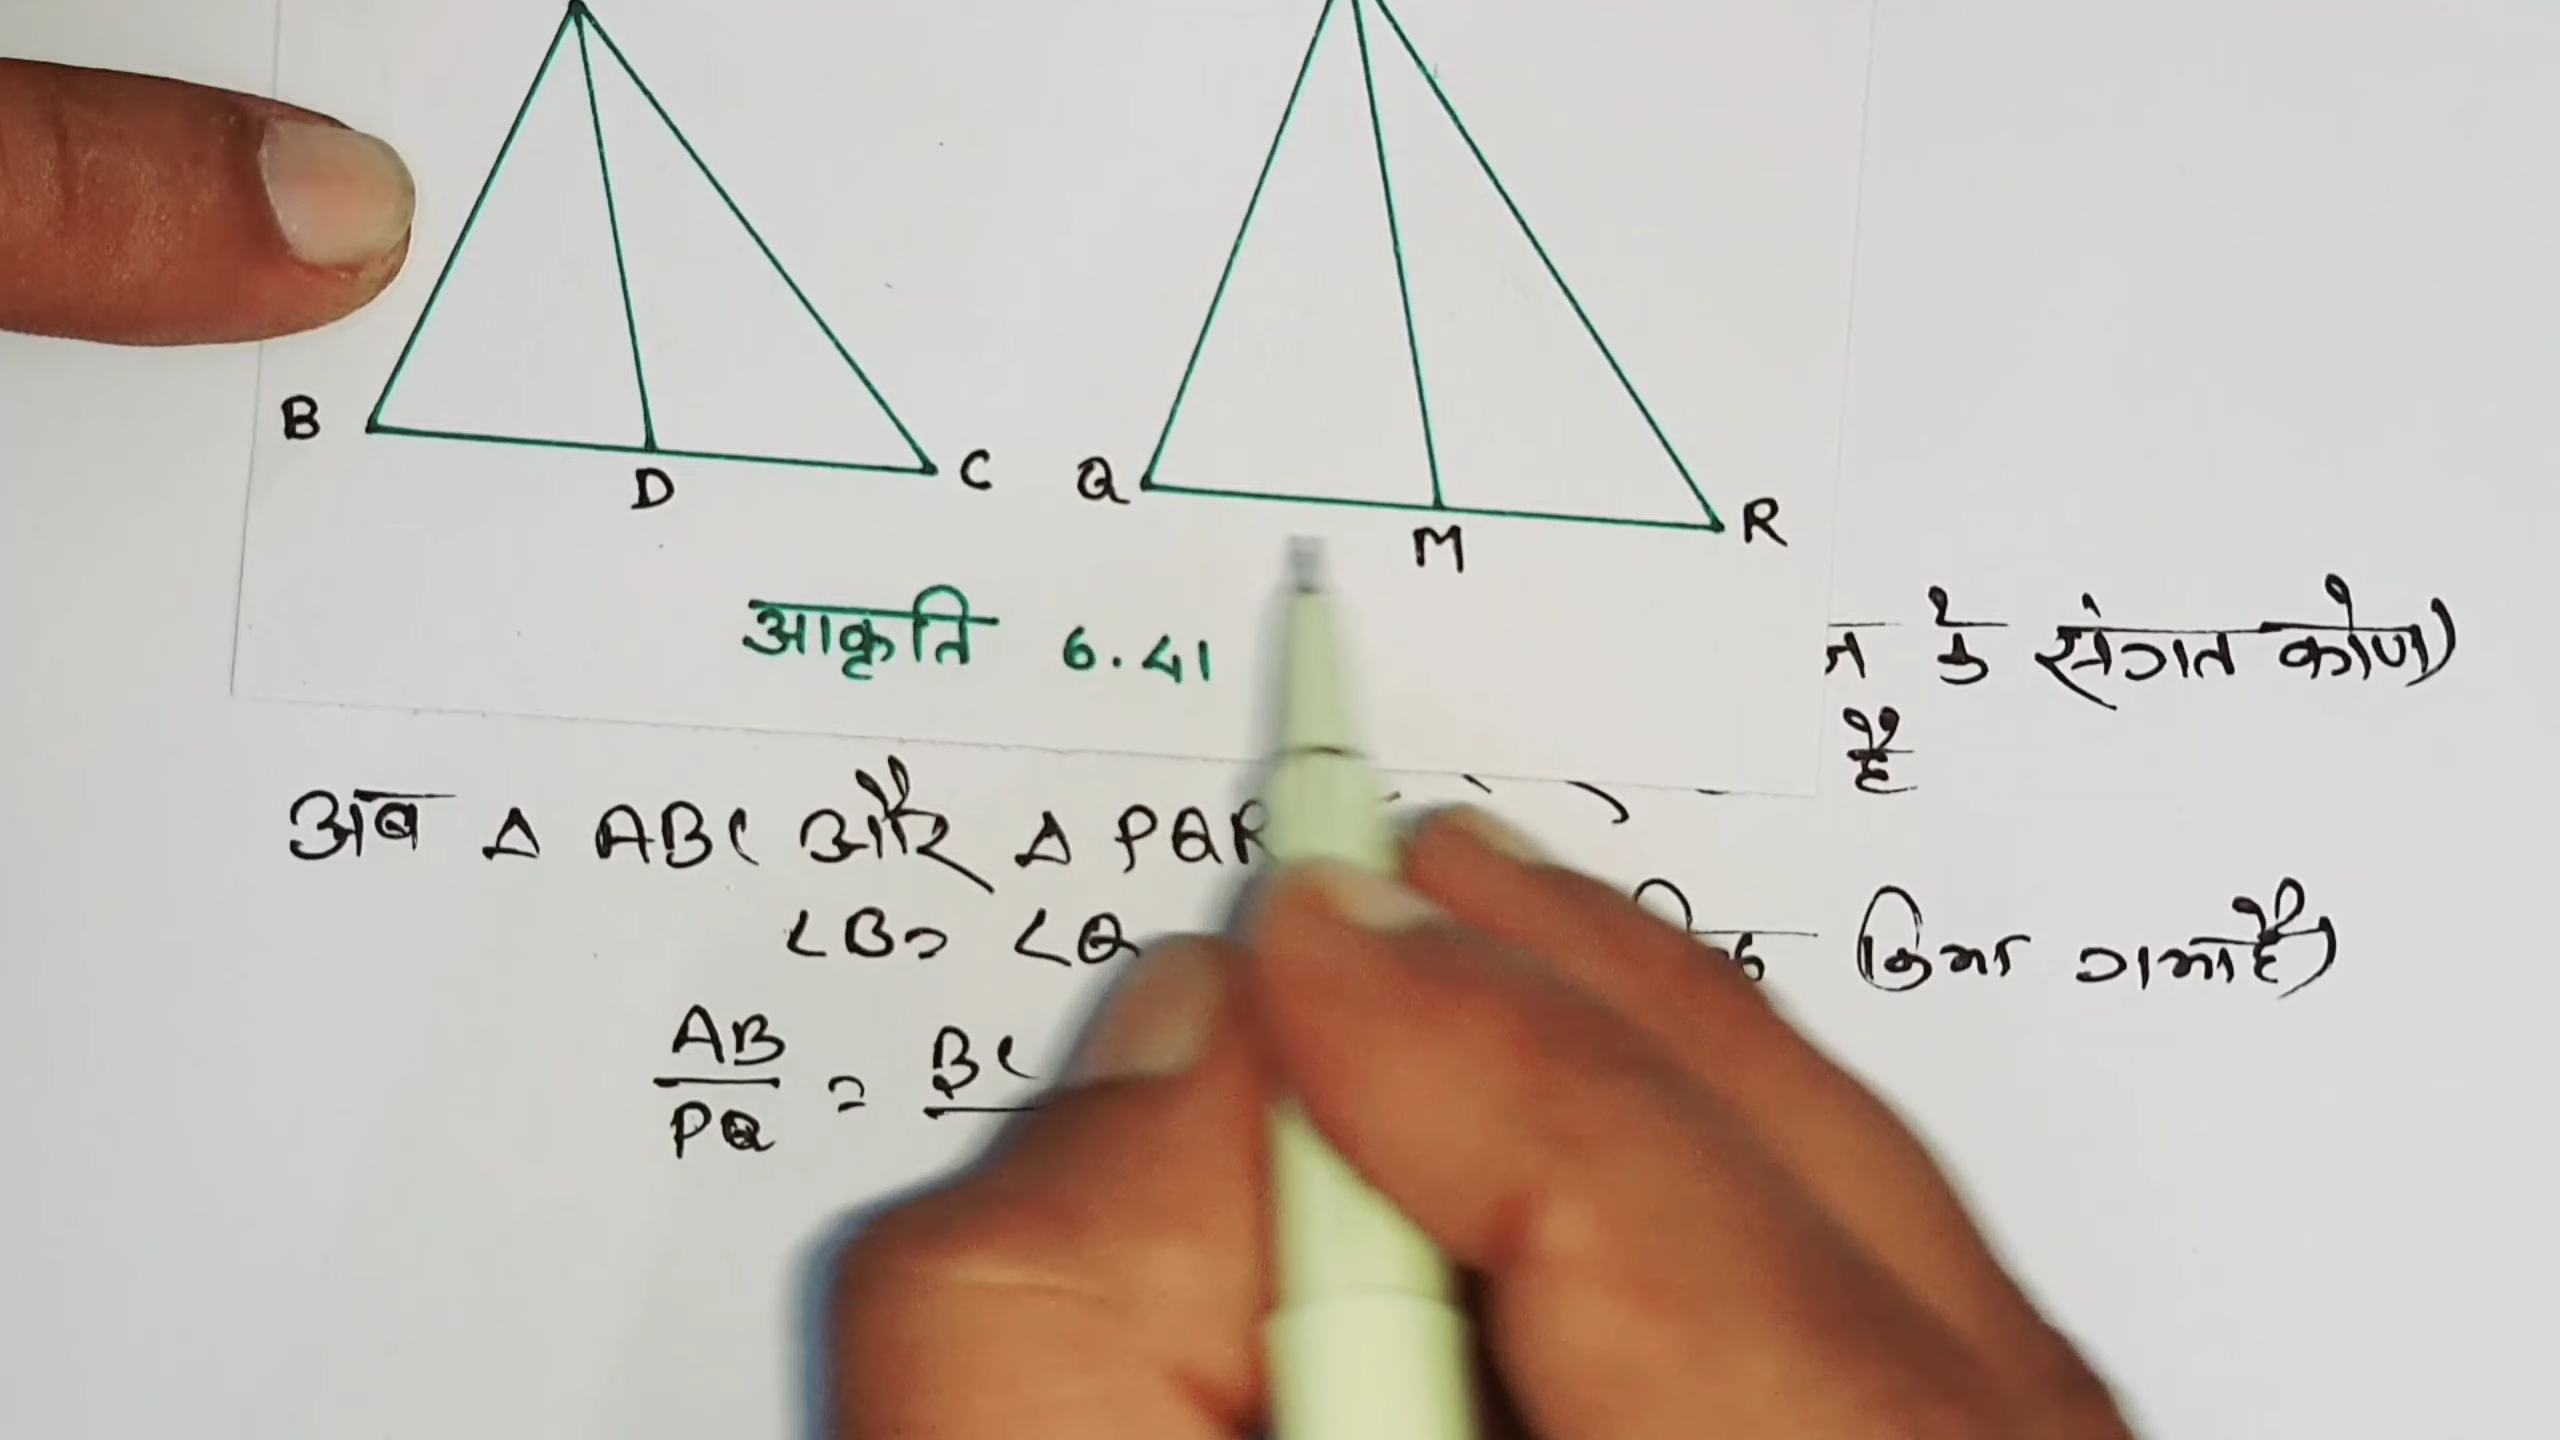 B
D
C
Q
M
R
आकृति 6.41
के संगत कोण)
है
अब Δ ABC और Δ PQR
<B = <Q
किया गया है)
AB/PQ = BC